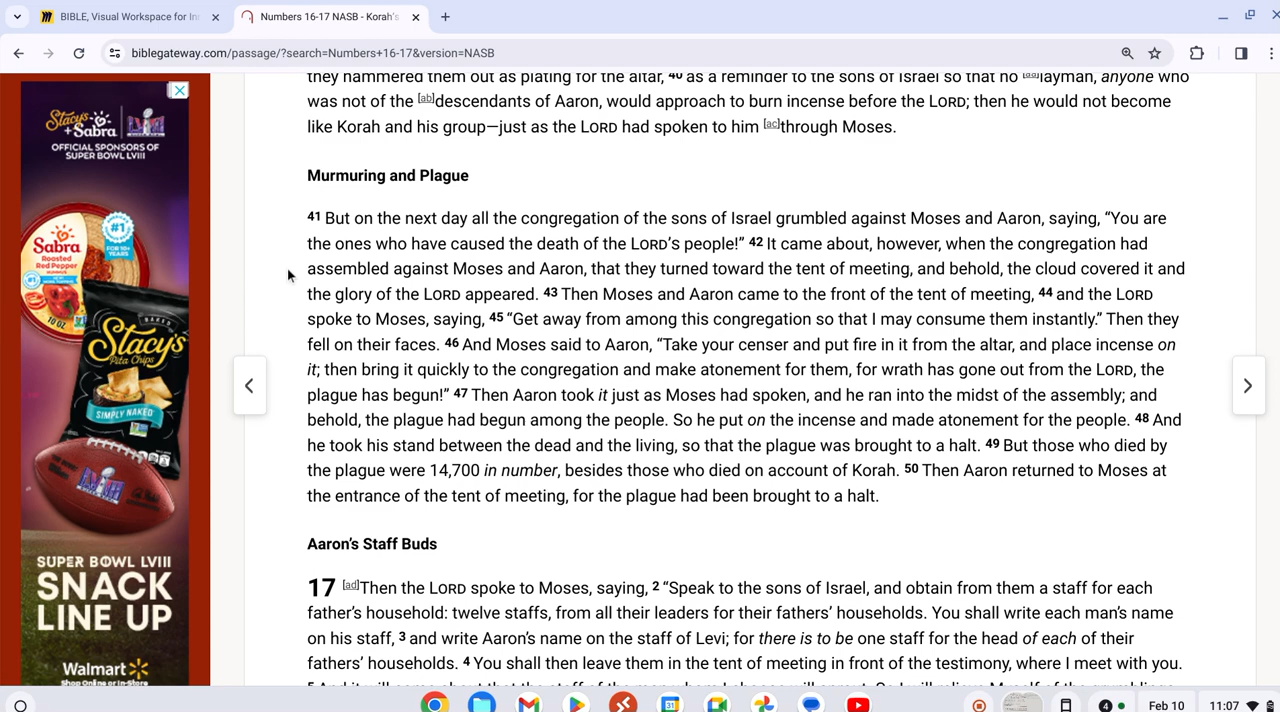 BIBLE, Visual Workspace for In
Numbers 16-17 NASB - Korah's
biblegateway.com/passage/?search=Numbers+16-17&version=NASB
they hammered them out as plating for the altar, 40 as a reminder to the sons of Israel so that no [aa]layman, anyone who
was not of the [ab]descendants of Aaron, would approach to burn incense before the LORD; then he would not become
like Korah and his group—just as the LORD had spoken to him [ac]through Moses.
Murmuring and Plague
41 But on the next day all the congregation of the sons of Israel grumbled against Moses and Aaron, saying, “You are
the ones who have caused the death of the LORD’s people!” 42 It came about, however, when the congregation had
assembled against Moses and Aaron, that they turned toward the tent of meeting, and behold, the cloud covered it and
the glory of the LORD appeared. 43 Then Moses and Aaron came to the front of the tent of meeting, 44 and the LORD
spoke to Moses, saying, 45 “Get away from among this congregation so that I may consume them instantly.” Then they
fell on their faces. 46 And Moses said to Aaron, “Take your censer and put fire in it from the altar, and place incense on
it; then bring it quickly to the congregation and make atonement for them, for wrath has gone out from the LORD, the
plague has begun!” 47 Then Aaron took it just as Moses had spoken, and he ran into the midst of the assembly; and
behold, the plague had begun among the people. So he put on the incense and made atonement for the people. 48 And
he took his stand between the dead and the living, so that the plague was brought to a halt. 49 But those who died by
the plague were 14,700 in number, besides those who died on account of Korah. 50 Then Aaron returned to Moses at
the entrance of the tent of meeting, for the plague had been brought to a halt.
Aaron’s Staff Buds
17 [ad]Then the LORD spoke to Moses, saying, 2 “Speak to the sons of Israel, and obtain from them a staff for each
father’s household: twelve staffs, from all their leaders for their fathers’ households. You shall write each man’s name
on his staff, 3 and write Aaron’s name on the staff of Levi; for there is to be one staff for the head of each of their
fathers’ households. 4 You shall then leave them in the tent of meeting in front of the testimony, where I meet with you.
Stacy's
+Sabra
LVIII
OFFICIAL SPONSORS OF
SUPER BOWL LVIII
#1
Sabra
Roasted
Red Pepper
Hummus
10 OZ
NAKED
Stacy's
Pita Chips
SIMPLY NAKED
LVIII
SUPER BOWL LVIII
SNACK
LINE UP
Walmart
Shop Online or In-Store
31
4
Feb 10
11:07